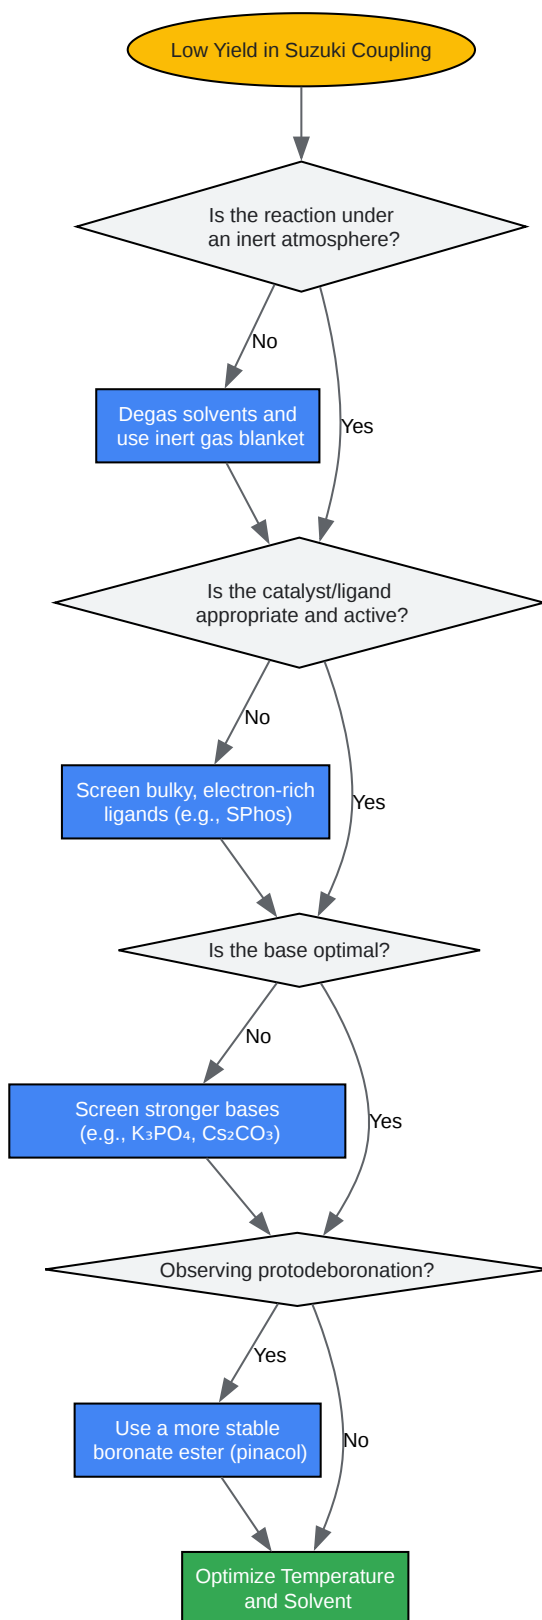 Low Yield in Suzuki Coupling
Is the reaction under
an inert atmosphere?
No
Degas solvents and
use inert gas blanket
Yes
Is the catalyst/ligand
appropriate and active?
No
Screen bulky, electron-rich
ligands (e.g., SPhos)
Yes
Is the base optimal?
No
Screen stronger bases
(e.g., K₃PO₄, Cs₂CO₃)
Yes
Observing protodeboronation?
Yes
Use a more stable
boronate ester (pinacol)
No
Optimize Temperature
and Solvent